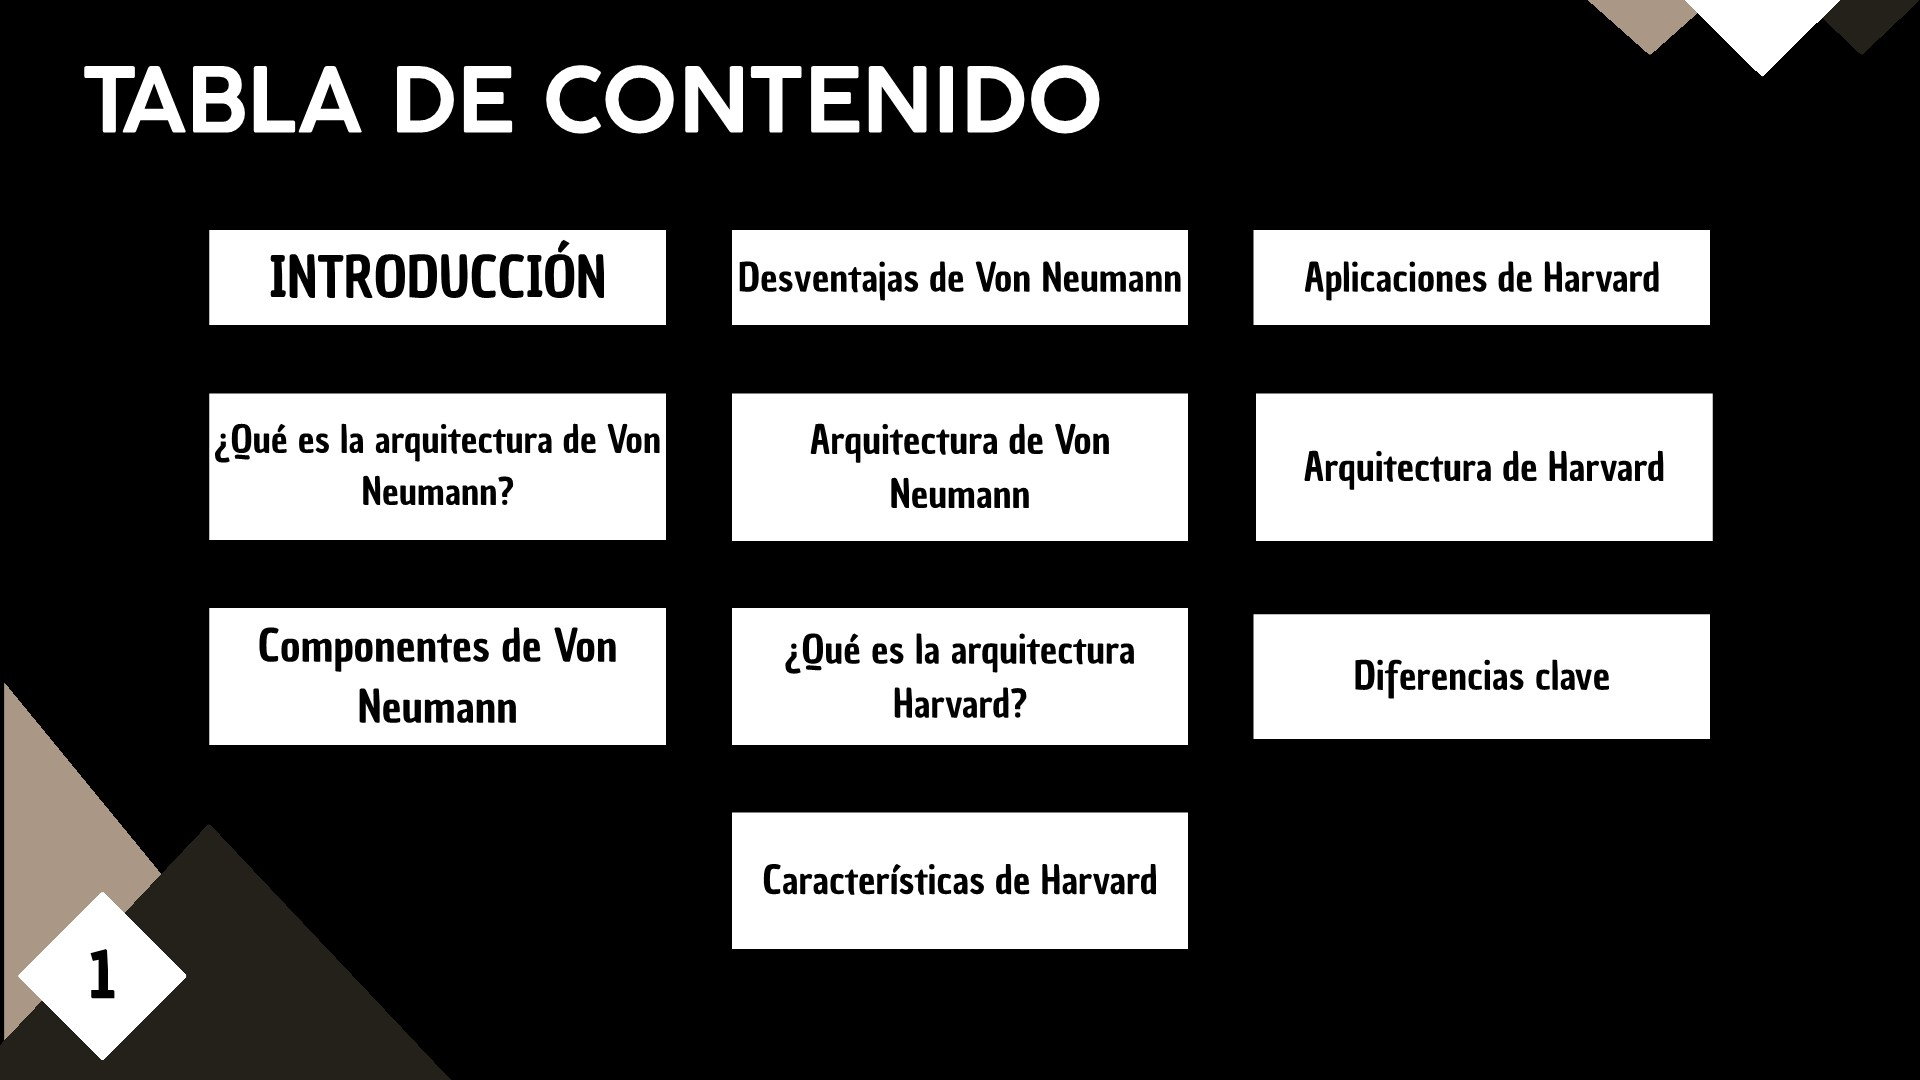 TABLA DE CONTENIDO
INTRODUCCIÓN
¿Qué es la arquitectura de Von
Neumann?
Componentes de Von
Neumann
Desventajas de Von Neumann
Arquitectura de Von
Neumann
¿Qué es la arquitectura
Harvard?
Características de Harvard
Aplicaciones de Harvard
Arquitectura de Harvard
Diferencias clave
1